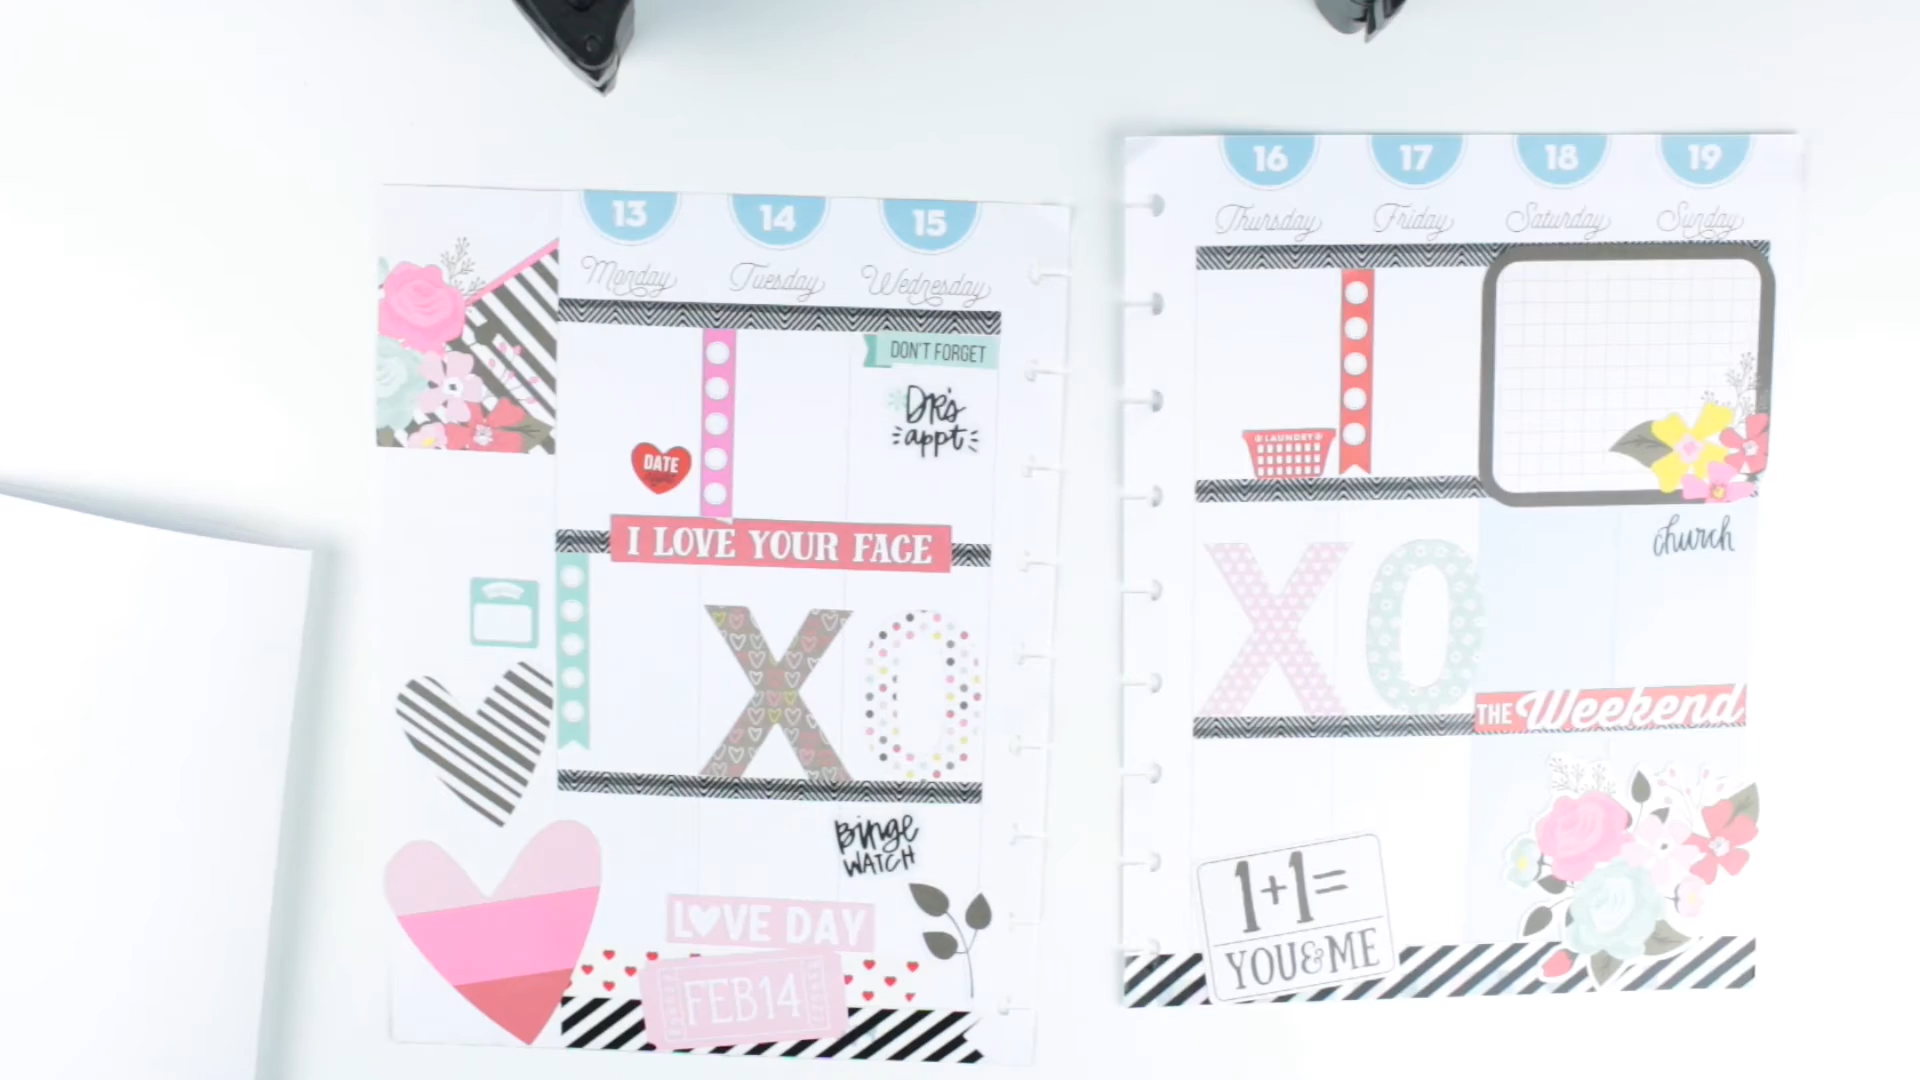 13 14 15
Monday Tuesday Wednesday
DON'T FORGET
DR's
appt
DATE
I LOVE YOUR FACE
XO
Binge
WATCH
LOVE DAY
FEB14
16 17 18 19
Thursday Friday Saturday Sunday
LAUNDRY
church
XO
THE Weekend
1+1=
YOU&ME